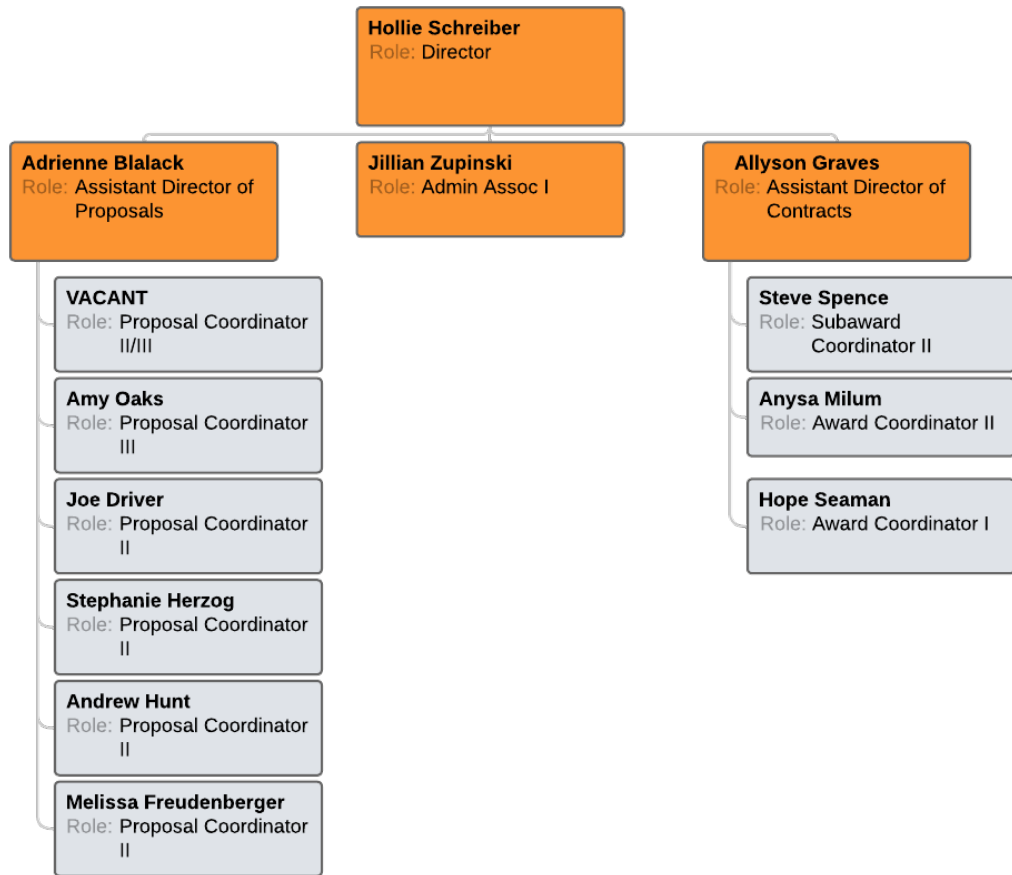 Hollie Schreiber
Role: Director
Adrienne Blalack
Role: Assistant Director of
Proposals
Jillian Zupinski
Role: Admin Assoc I
Allyson Graves
Role: Assistant Director of
Contracts
VACANT
Role: Proposal Coordinator
II/III
Amy Oaks
Role: Proposal Coordinator
III
Joe Driver
Role: Proposal Coordinator
II
Stephanie Herzog
Role: Proposal Coordinator
II
Andrew Hunt
Role: Proposal Coordinator
II
Melissa Freudenberger
Role: Proposal Coordinator
II
Steve Spence
Role: Subaward
Coordinator II
Anysa Milum
Role: Award Coordinator II
Hope Seaman
Role: Award Coordinator I